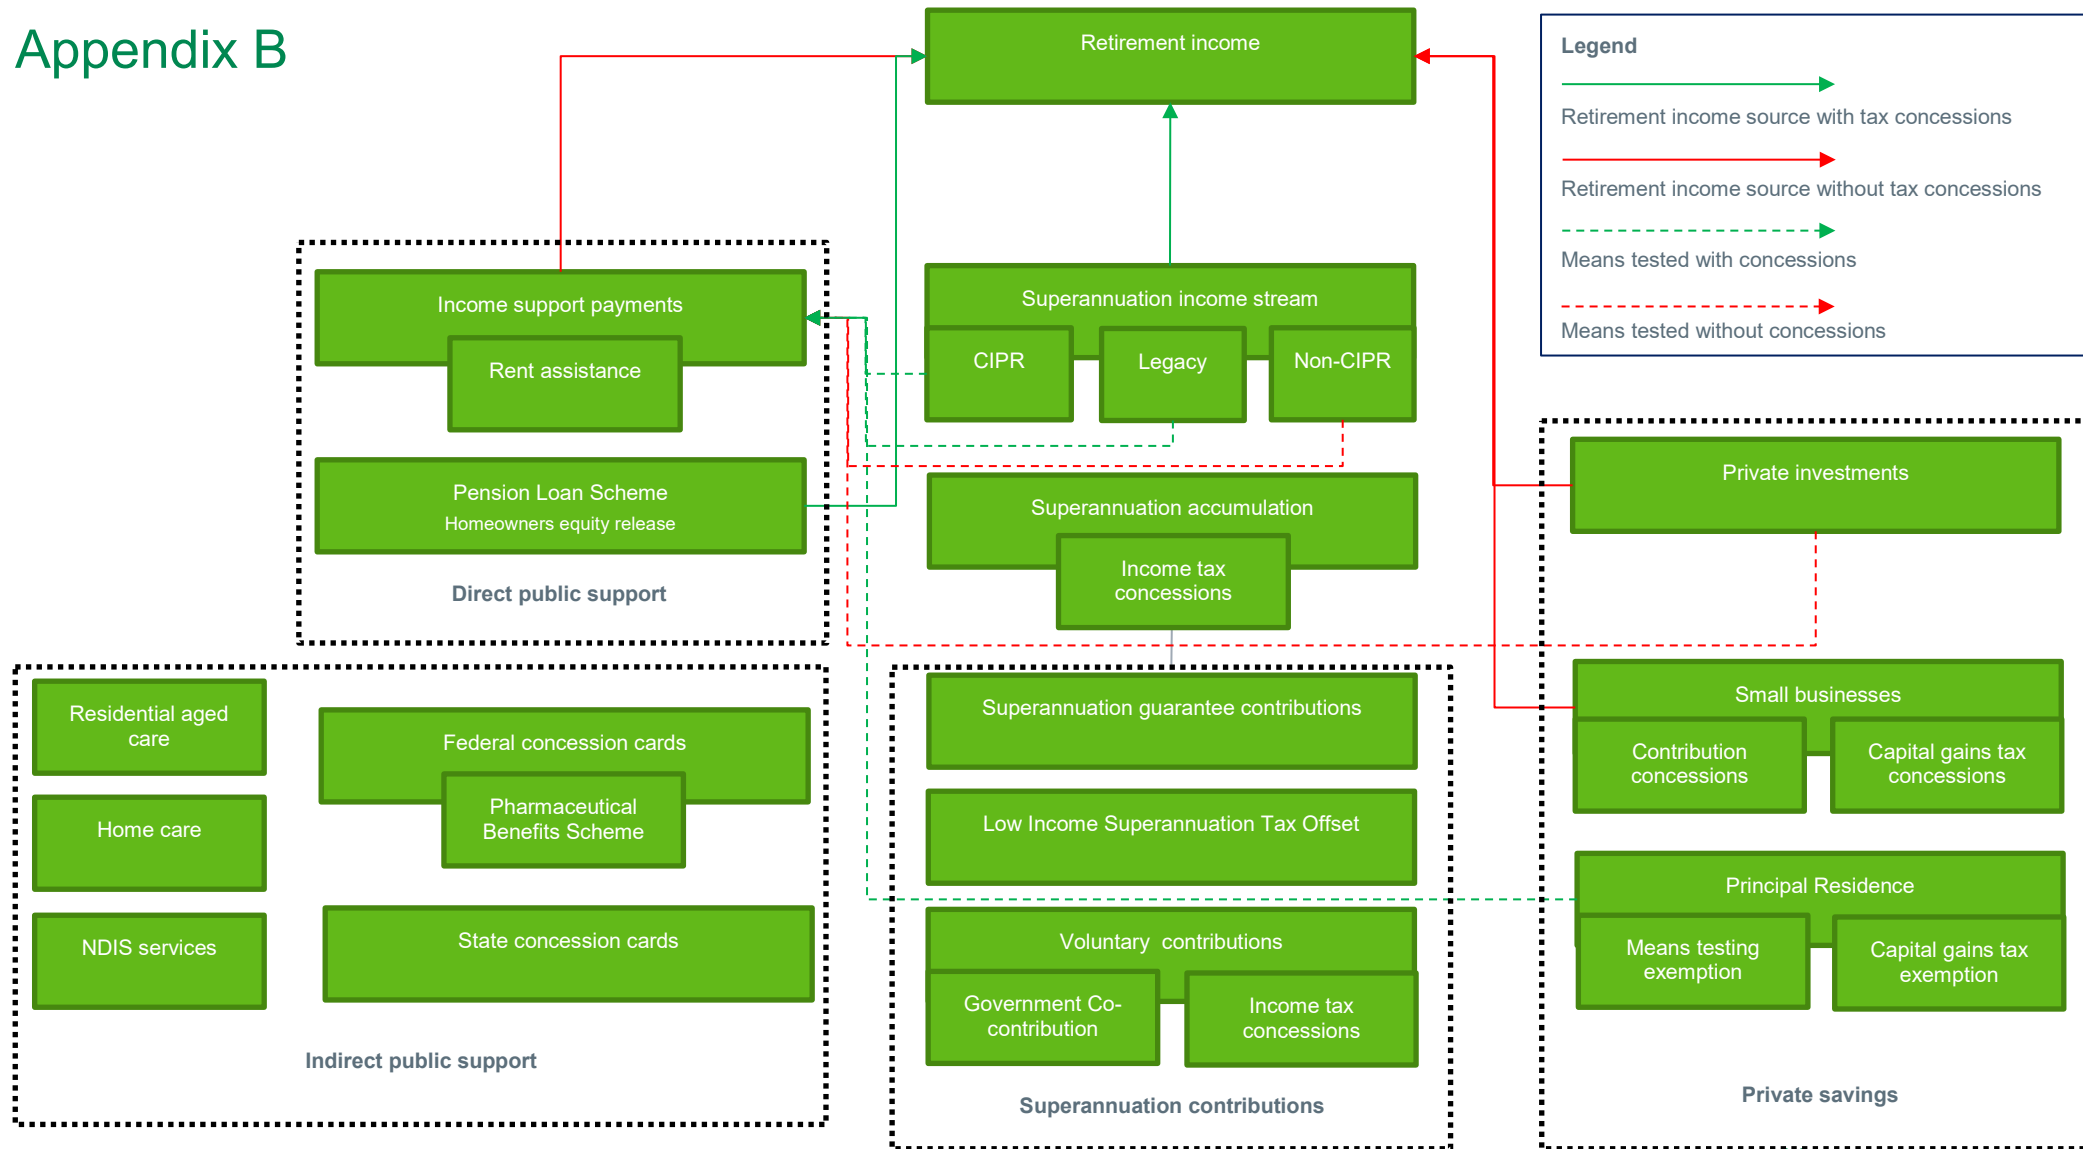 Appendix B
Retirement income
Legend
Retirement income source with tax concessions
Retirement income source without tax concessions
Means tested with concessions
Means tested without concessions
Income support payments
Rent assistance
Pension Loan Scheme
Homeowners equity release
Direct public support
Superannuation income stream
CIPR
Legacy
Non-CIPR
Superannuation accumulation
Income tax
concessions
Private investments
Small businesses
Contribution
concessions
Capital gains tax
concessions
Principal Residence
Means testing
exemption
Capital gains tax
exemption
Private savings
Residential aged
care
Home care
NDIS services
Federal concession cards
Pharmaceutical
Benefits Scheme
State concession cards
Indirect public support
Superannuation guarantee contributions
Low Income Superannuation Tax Offset
Voluntary  contributions
Government Co-
contribution
Income tax
concessions
Superannuation contributions